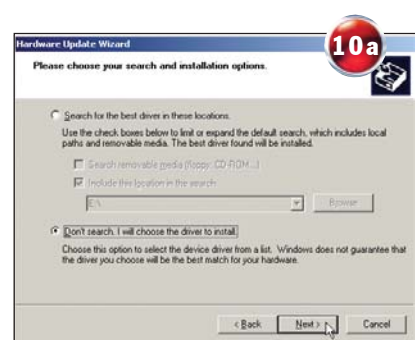 Hardware Update Wizard
10a
Please choose your search and installation options.
Search for the best driver in these locations.
Use the check boxes below to limit or expand the default search, which includes local
paths and removable media. The best driver found will be installed.
Search removable media (floppy, CD-ROM...)
Include this location in the search:
E:\
Browse
Don't search. I will choose the driver to install.
Choose this option to select the device driver from a list. Windows does not guarantee that
the driver you choose will be the best match for your hardware.
< Back
Next >
Cancel